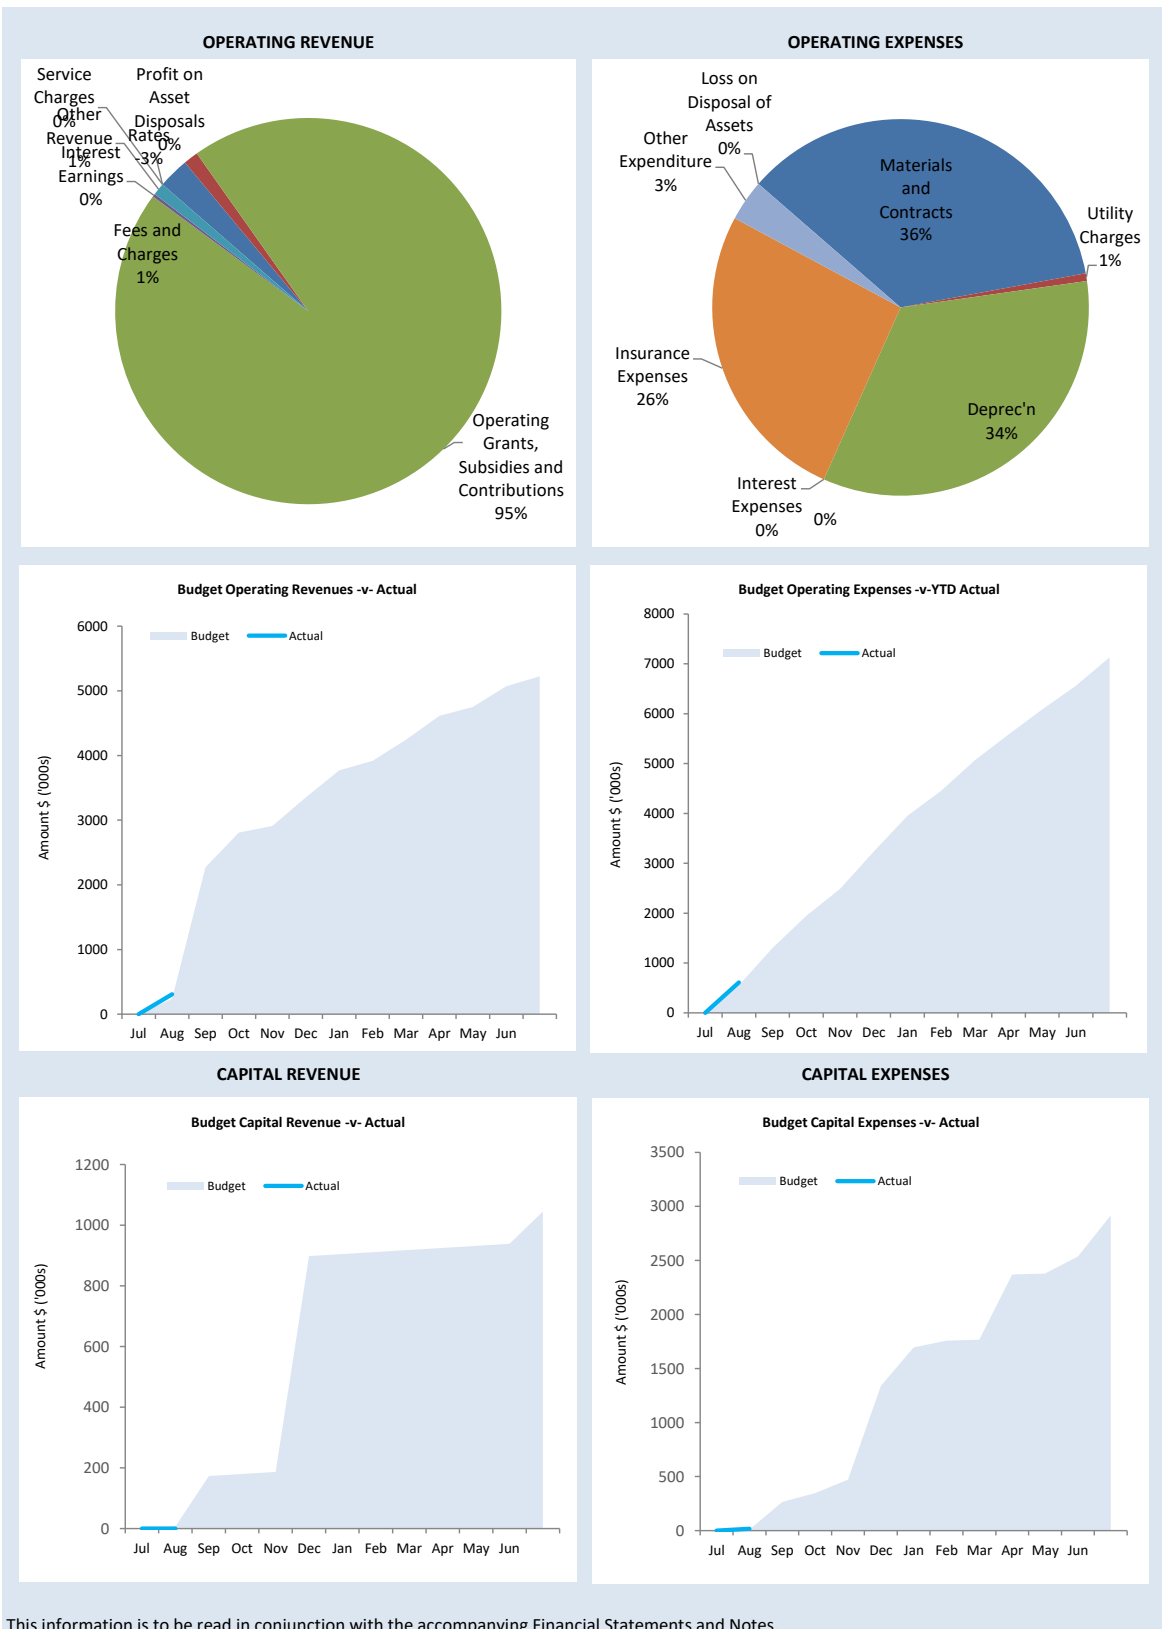 OPERATING REVENUE
Service
Charges
0%
Other
Revenue
1%
Interest
Earnings
0%
Profit on
Asset
Disposals
0%
Rates
-3%
Fees and
Charges
1%
Operating
Grants,
Subsidies and
Contributions
95%
OPERATING EXPENSES
Loss on
Disposal of
Assets
0%
Other
Expenditure
3%
Materials
and
Contracts
36%
Utility
Charges
1%
Insurance
Expenses
26%
Deprec'n
34%
Interest
Expenses
0%
0%
Budget Operating Revenues -v- Actual
Budget
Actual
Amount $ ('000s)
6000
5000
4000
3000
2000
1000
0
Jul Aug Sep Oct Nov Dec Jan Feb Mar Apr May Jun
Budget Operating Expenses -v-YTD Actual
Budget
Actual
Amount $ ('000s)
8000
7000
6000
5000
4000
3000
2000
1000
0
Jul Aug Sep Oct Nov Dec Jan Feb Mar Apr May Jun
CAPITAL REVENUE
Budget Capital Revenue -v- Actual
Budget
Actual
Amount $ ('000s)
1200
1000
800
600
400
200
0
Jul Aug Sep Oct Nov Dec Jan Feb Mar Apr May Jun
CAPITAL EXPENSES
Budget Capital Expenses -v- Actual
Budget
Actual
Amount $ ('000s)
3500
3000
2500
2000
1500
1000
500
0
Jul Aug Sep Oct Nov Dec Jan Feb Mar Apr May Jun
This information is to be read in conjunction with the accompanying Financial Statements and Notes